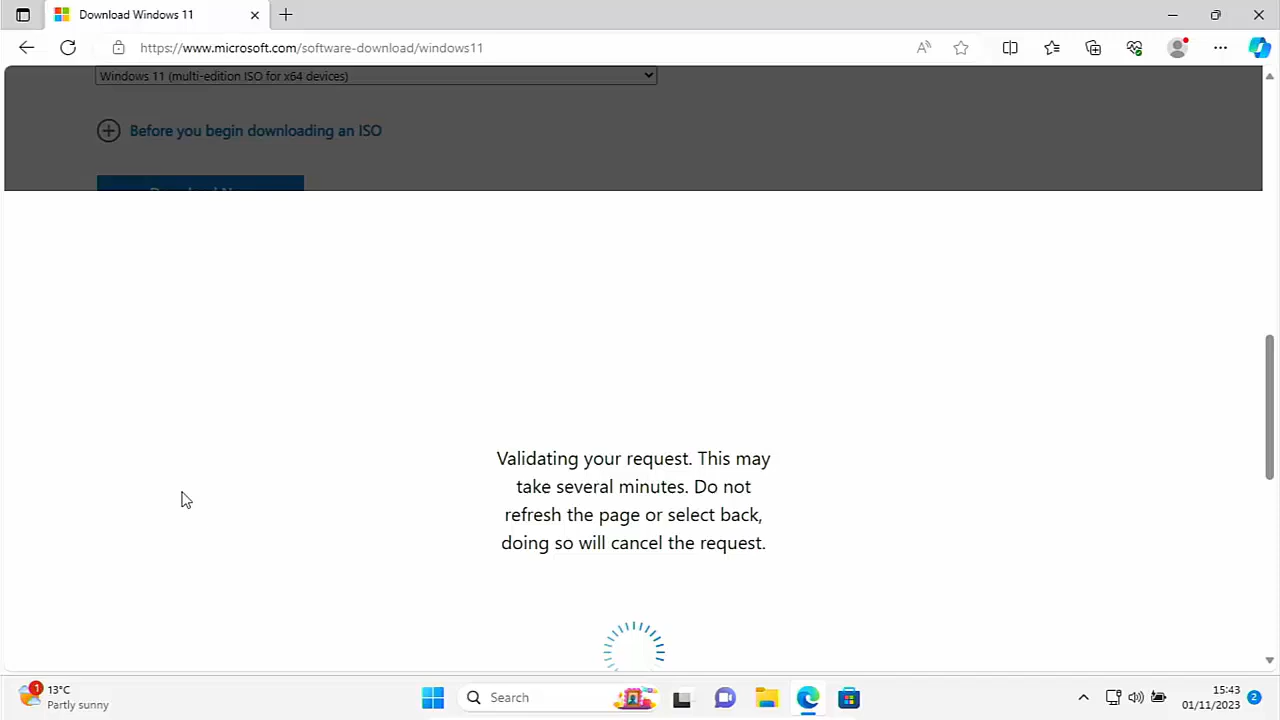 Download Windows 11
https://www.microsoft.com/software-download/windows11
Windows 11 (multi-edition ISO for x64 devices)
Before you begin downloading an ISO
Validating your request. This may
take several minutes. Do not
refresh the page or select back,
doing so will cancel the request.
1
13°C
Partly sunny
Search
15:43
01/11/2023
2